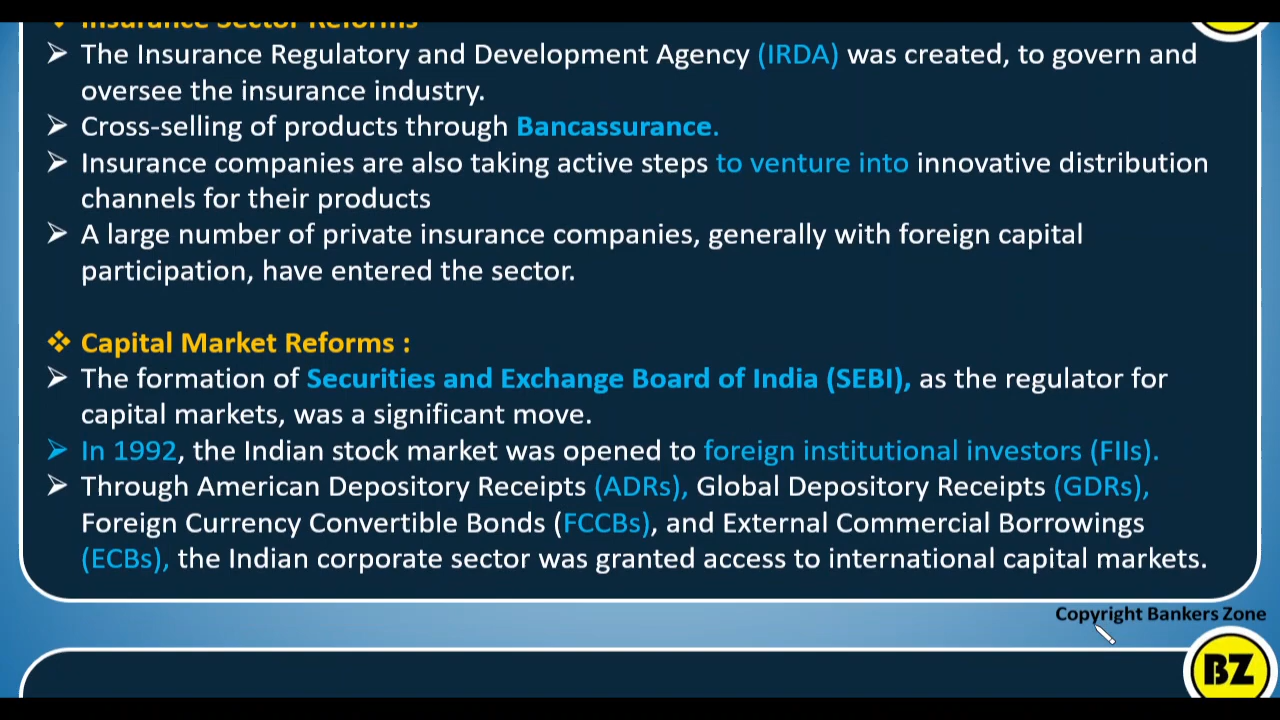 ❖ Insurance Sector Reforms
➢ The Insurance Regulatory and Development Agency (IRDA) was created, to govern and
oversee the insurance industry.
➢ Cross-selling of products through Bancassurance.
➢ Insurance companies are also taking active steps to venture into innovative distribution
channels for their products
➢ A large number of private insurance companies, generally with foreign capital
participation, have entered the sector.
❖ Capital Market Reforms :
➢ The formation of Securities and Exchange Board of India (SEBI), as the regulator for
capital markets, was a significant move.
➢ In 1992, the Indian stock market was opened to foreign institutional investors (FIIs).
➢ Through American Depository Receipts (ADRs), Global Depository Receipts (GDRs),
Foreign Currency Convertible Bonds (FCCBs), and External Commercial Borrowings
(ECBs), the Indian corporate sector was granted access to international capital markets.
Copyright Bankers Zone
BZ